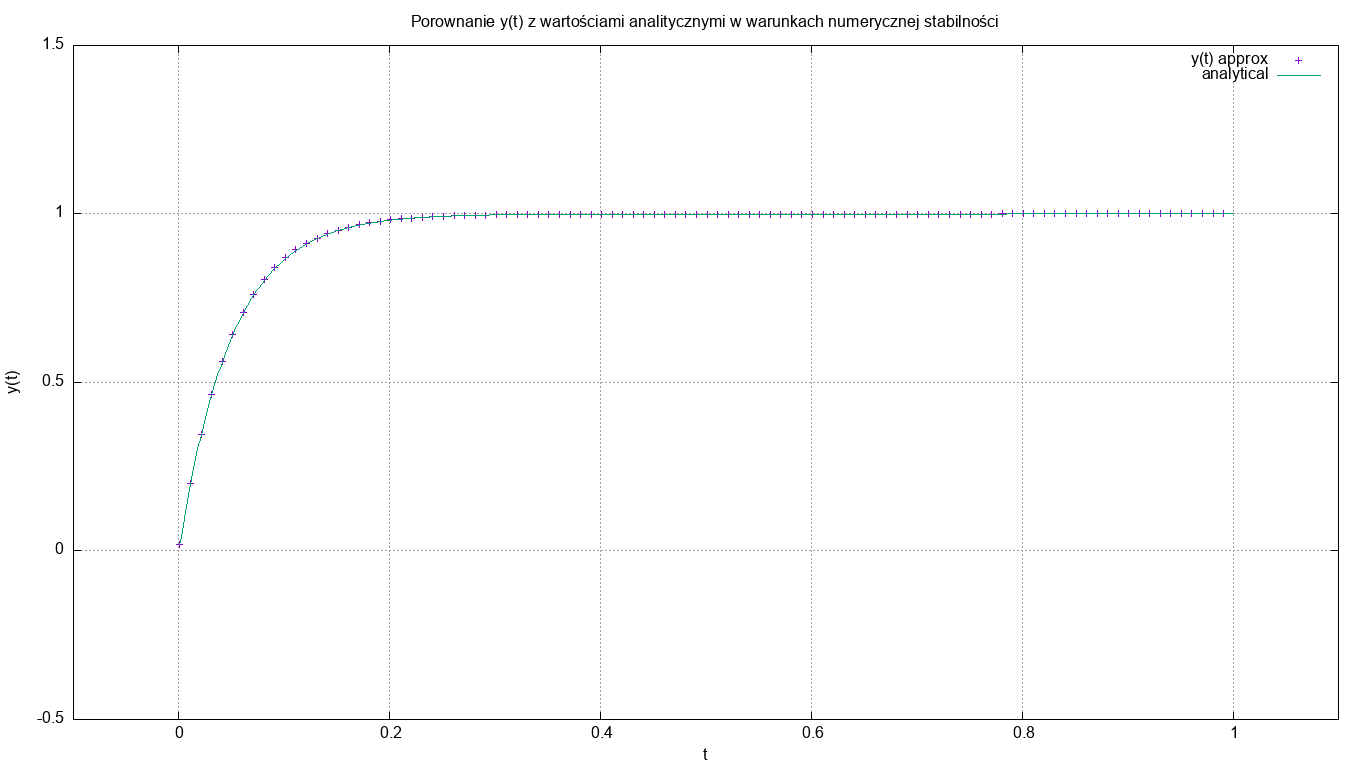 Porownanie y(t) z wartościami analitycznymi w warunkach numerycznej stabilności
y(t) approx
analytical
1.5
1
0.5
0
-0.5
y(t)
0 0.2 0.4 0.6 0.8 1
t